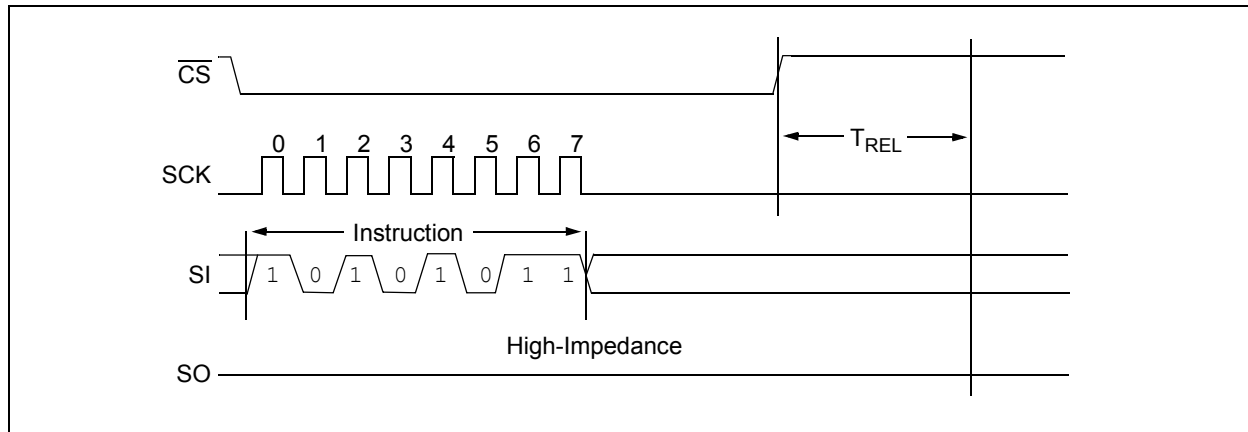 CS
0 1 2 3 4 5 6 7
T_REL
SCK
Instruction
SI 1 0 1 0 1 0 1 1
High-Impedance
SO